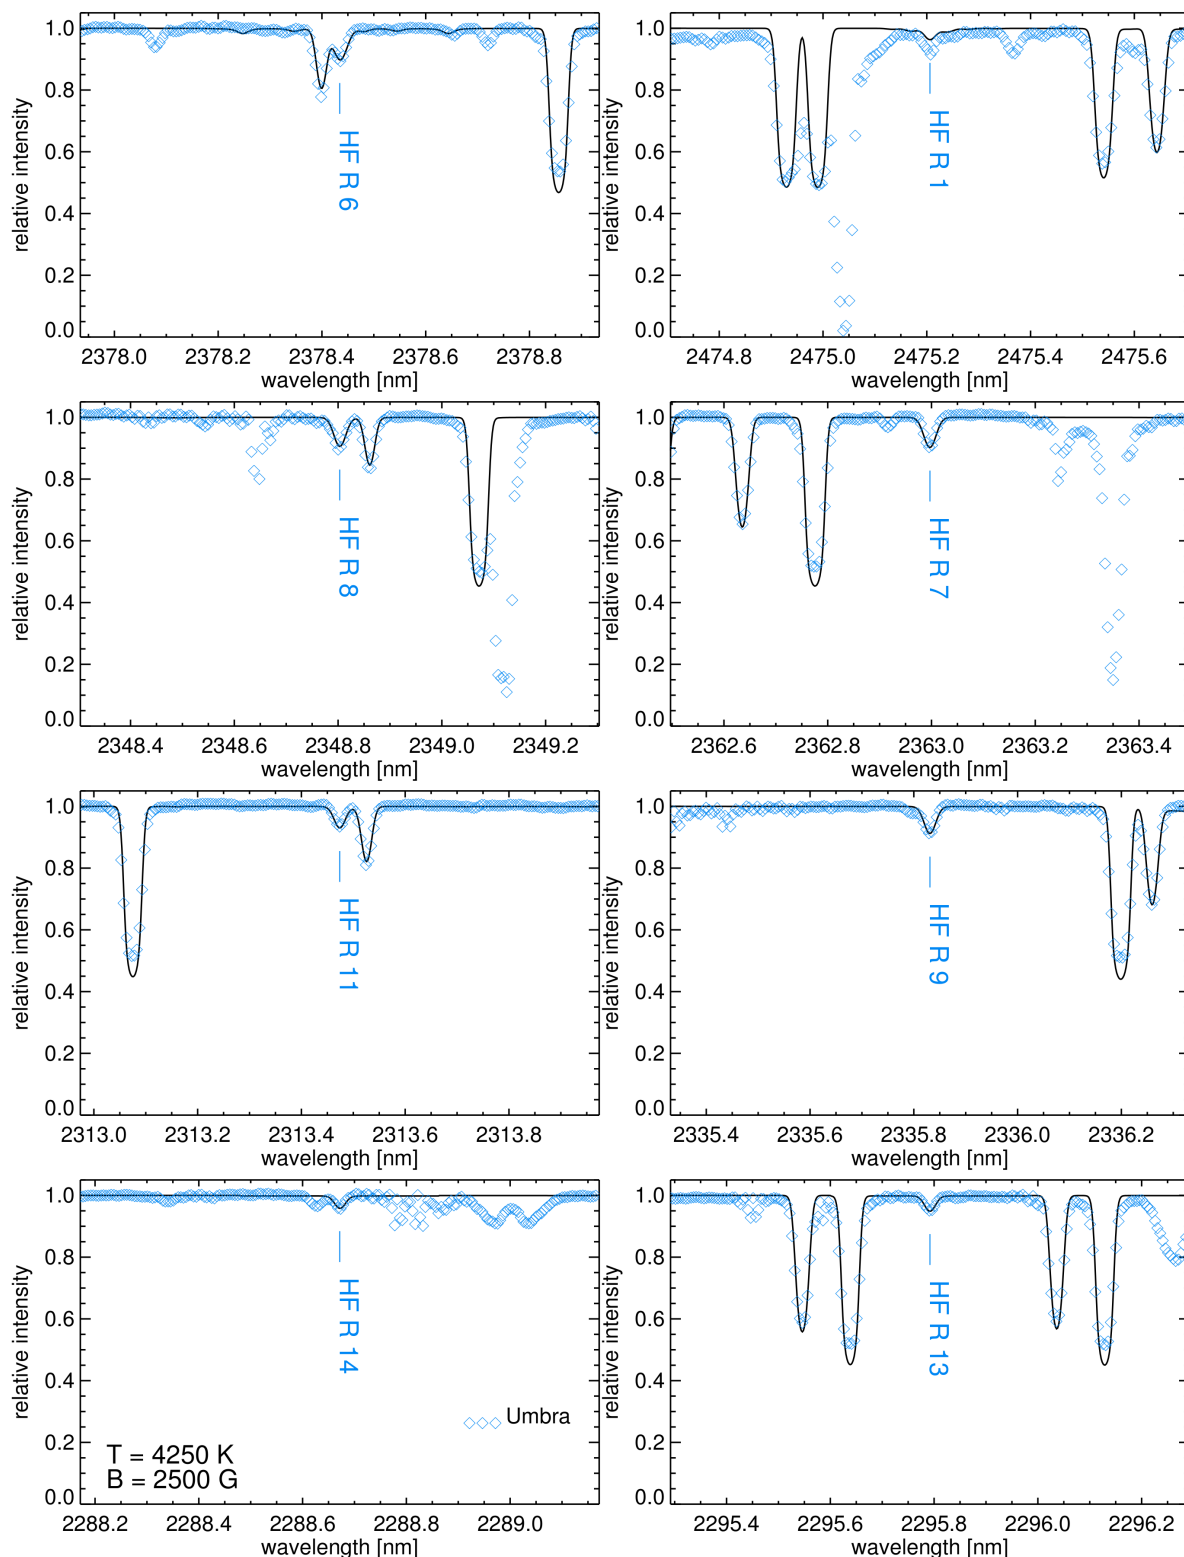 1.0
0.8
0.6
0.4
0.2
0.0
relative intensity
HF R 6
2378.0 2378.2 2378.4 2378.6 2378.8
wavelength [nm]
1.0
0.8
0.6
0.4
0.2
0.0
relative intensity
HF R 1
2474.8 2475.0 2475.2 2475.4 2475.6
wavelength [nm]
1.0
0.8
0.6
0.4
0.2
0.0
relative intensity
HF R 8
2348.4 2348.6 2348.8 2349.0 2349.2
wavelength [nm]
1.0
0.8
0.6
0.4
0.2
0.0
relative intensity
HF R 7
2362.6 2362.8 2363.0 2363.2 2363.4
wavelength [nm]
1.0
0.8
0.6
0.4
0.2
0.0
relative intensity
HF R 11
2313.0 2313.2 2313.4 2313.6 2313.8
wavelength [nm]
1.0
0.8
0.6
0.4
0.2
0.0
relative intensity
HF R 9
2335.4 2335.6 2335.8 2336.0 2336.2
wavelength [nm]
1.0
0.8
0.6
0.4
0.2
0.0
relative intensity
HF R 14
Umbra
T = 4250 K
B = 2500 G
2288.2 2288.4 2288.6 2288.8 2289.0
wavelength [nm]
1.0
0.8
0.6
0.4
0.2
0.0
relative intensity
HF R 13
2295.4 2295.6 2295.8 2296.0 2296.2
wavelength [nm]